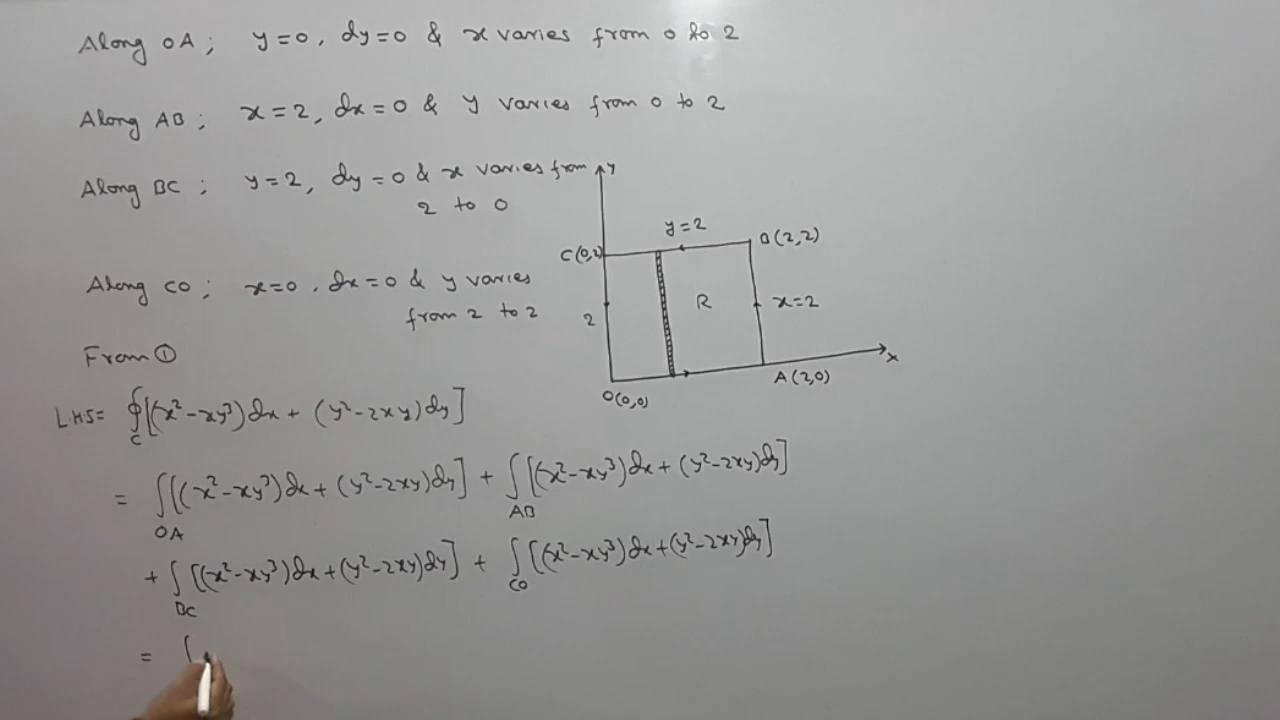 Along OA ; y=0, dy=0 & x varies from 0 to 2
Along AB ; x=2, dx=0 & y varies from 0 to 2
Along BC ; y=2, dy=0 & x varies from
2 to 0
Along CO ; x=0, dx=0 & y varies
from 2 to 2
Y
y=2
B(2,2)
C(0,2)
R
x=2
2
X
A(2,0)
O(0,0)
From ①
L.H.S = ∮[(x²-xy³)dx + (y²-2xy)dy]
C
= ∫[(x²-xy³)dx + (y²-2xy)dy] + ∫[(x²-xy³)dx + (y²-2xy)dy]
OA AB
+ ∫[(x²-xy³)dx + (y²-2xy)dy] + ∫[(x²-xy³)dx + (y²-2xy)dy]
BC CO
= ∫